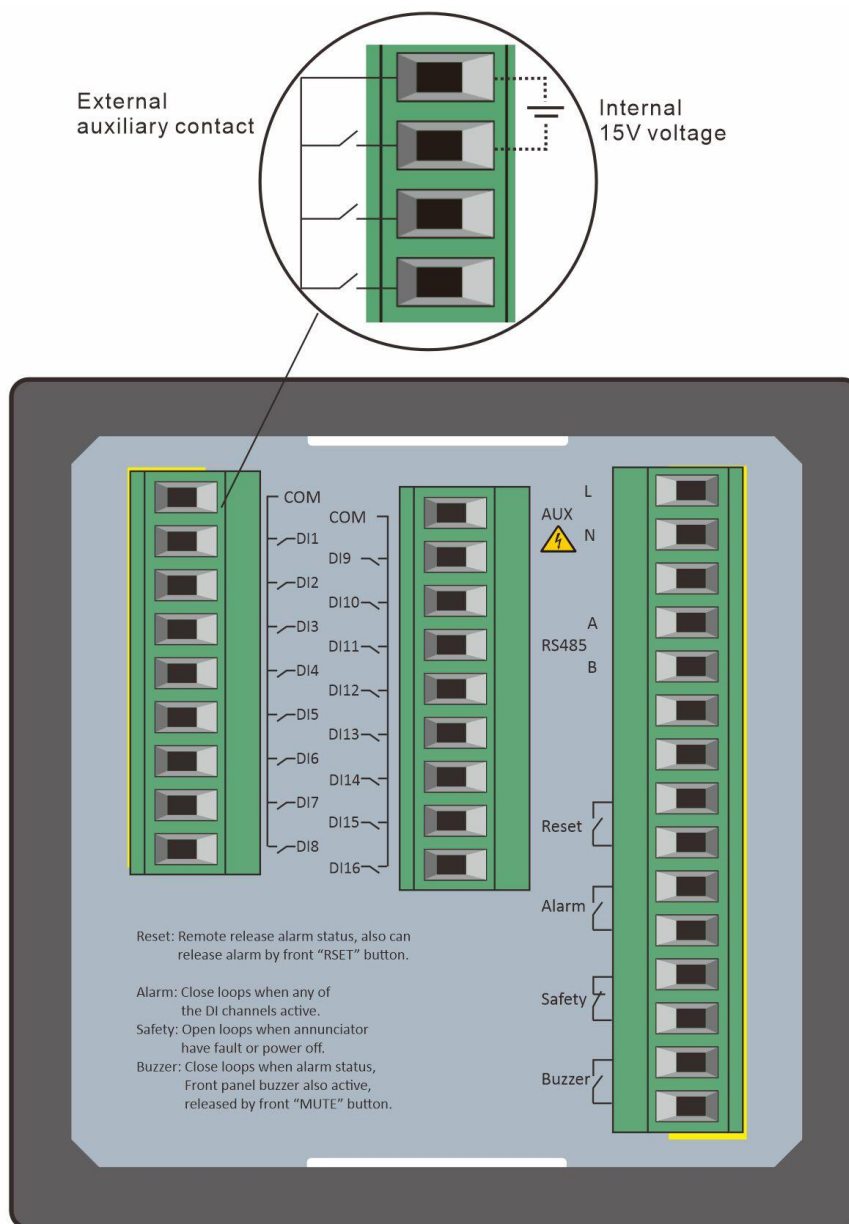 External
auxiliary contact
Internal
15V voltage
COM
DI1
DI2
DI3
DI4
DI5
DI6
DI7
DI8
COM
DI9
DI10
DI11
DI12
DI13
DI14
DI15
DI16
L
AUX
N
A
RS485
B
Reset
Alarm
Safety
Buzzer
Reset: Remote release alarm status, also can
release alarm by front “RSET” button.
Alarm: Close loops when any of
the DI channels active.
Safety: Open loops when annunciator
have fault or power off.
Buzzer: Close loops when alarm status,
Front panel buzzer also active,
released by front “MUTE” button.